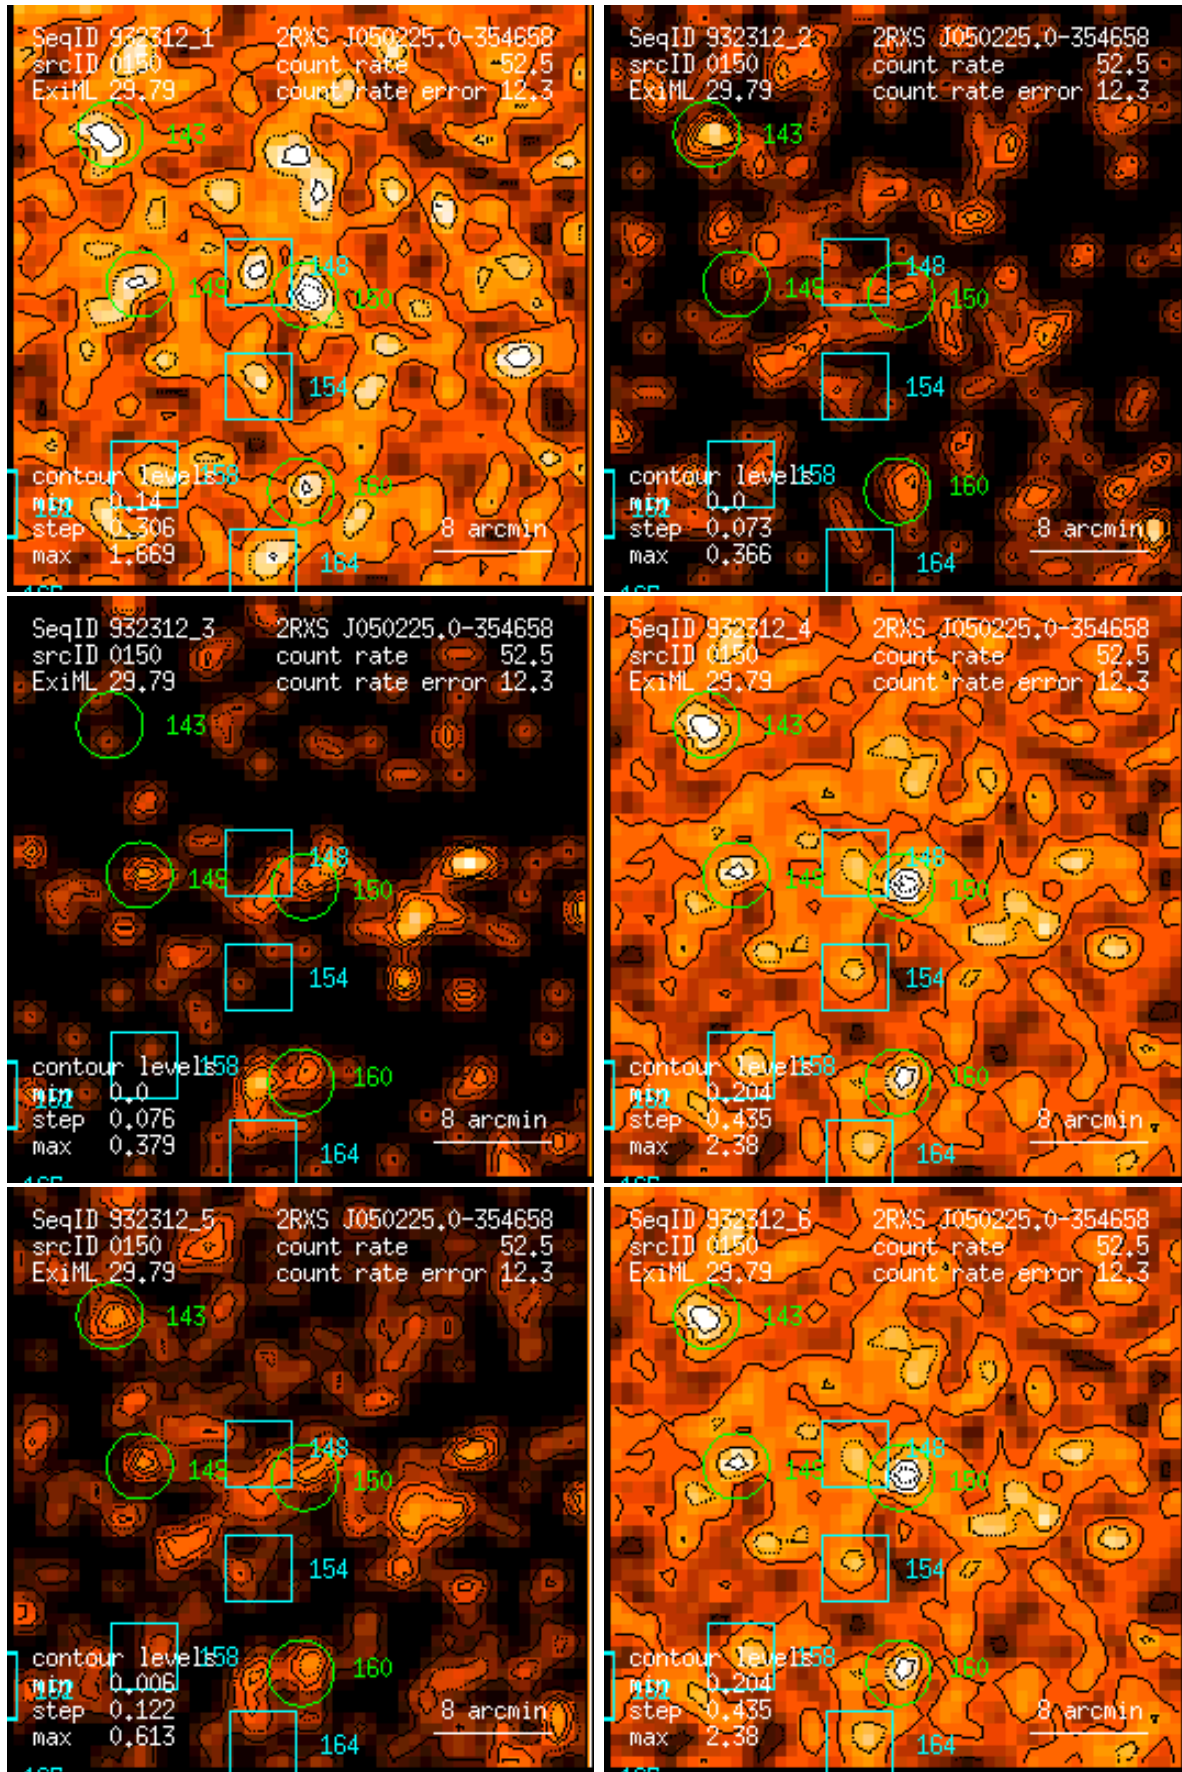 SeqID 932312_1 2RXS J050225.0-354658
srcID 0150 count rate 52.5
ExiML 29.79 count rate error 12.3
143
148
149 150
154
contour levels 158
min 0.14 160
step 0.306 8 arcmin
max 1.669 164
SeqID 932312_2 2RXS J050225.0-354658
srcID 0150 count rate 52.5
ExiML 29.79 count rate error 12.3
143
148
149 150
154
contour levels 158
min 0.0 160
step 0.073 8 arcmin
max 0.366 164
SeqID 932312_3 2RXS J050225.0-354658
srcID 0150 count rate 52.5
ExiML 29.79 count rate error 12.3
143
148
149 150
154
contour levels 158
min 0.0 160
step 0.076 8 arcmin
max 0.379 164
SeqID 932312_4 2RXS J050225.0-354658
srcID 0150 count rate 52.5
ExiML 29.79 count rate error 12.3
143
148
149 150
154
contour levels 158
min 0.204 160
step 0.435 8 arcmin
max 2.38 164
SeqID 932312_5 2RXS J050225.0-354658
srcID 0150 count rate 52.5
ExiML 29.79 count rate error 12.3
143
148
149 150
154
contour levels 158
min 0.006 160
step 0.122 8 arcmin
max 0.613 164
SeqID 932312_6 2RXS J050225.0-354658
srcID 0150 count rate 52.5
ExiML 29.79 count rate error 12.3
143
148
149 150
154
contour levels 158
min 0.204 160
step 0.435 8 arcmin
max 2.38 164